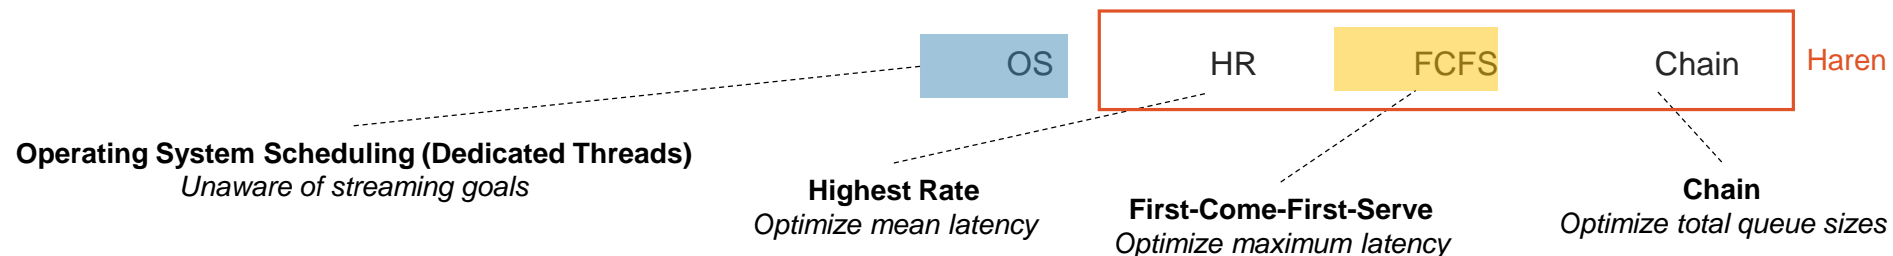 OS
HR
FCFS
Chain
Haren
Operating System Scheduling (Dedicated Threads)
Unaware of streaming goals
Highest Rate
Optimize mean latency
First-Come-First-Serve
Optimize maximum latency
Chain
Optimize total queue sizes